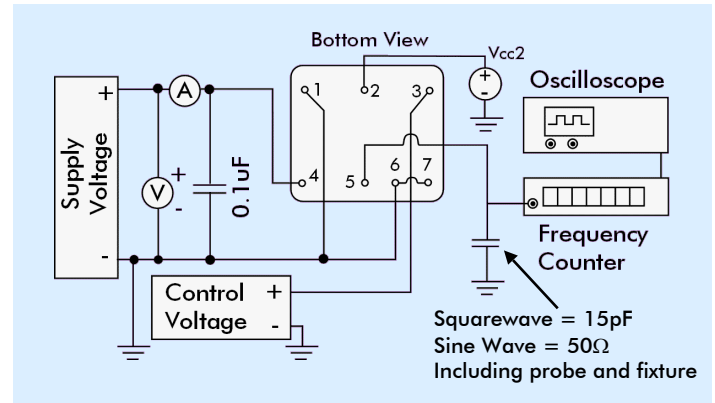 Bottom View
Vcc2
+
-
Oscilloscope
+
A
1
2
3
Supply
Voltage
V
+
-
0.1uF
4
5
6
7
-
Frequency
Counter
Control
Voltage
+
-
Squarewave = 15pF
Sine Wave = 50Ω
Including probe and fixture